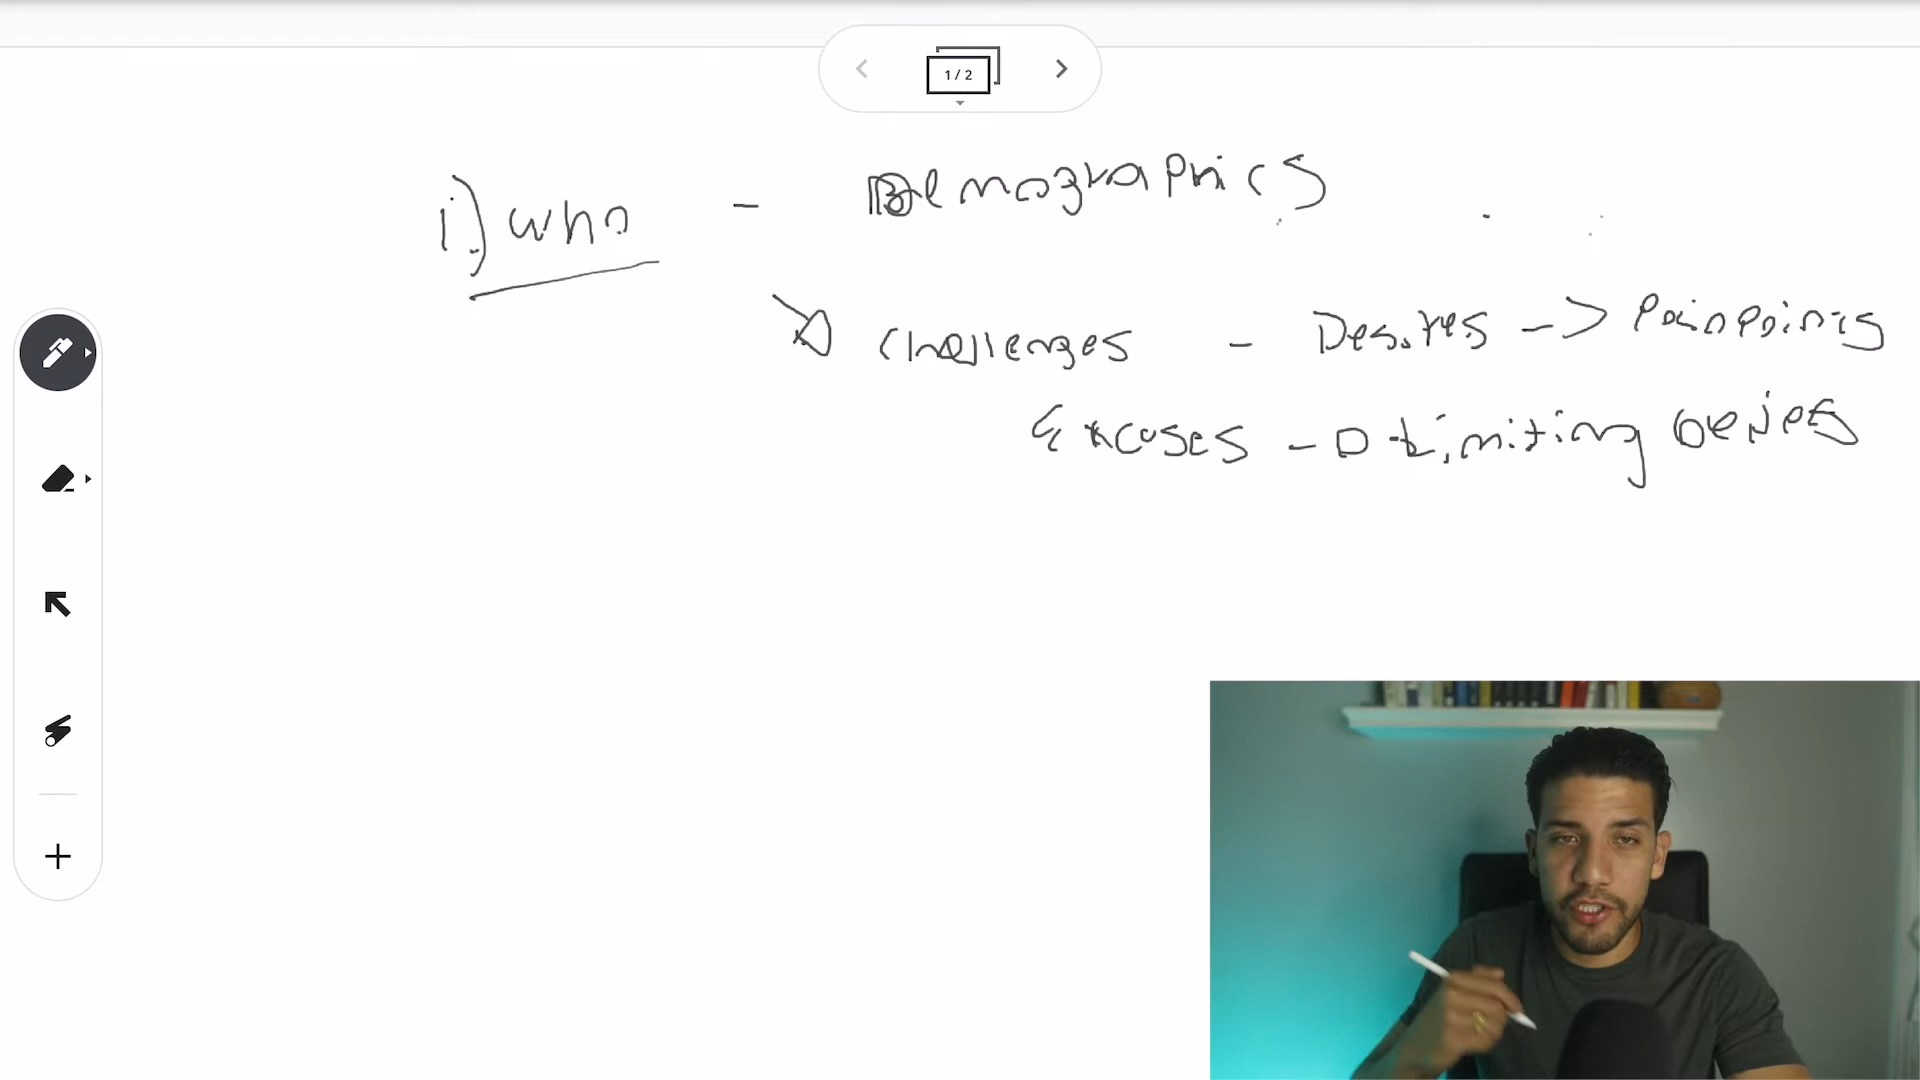 1 / 2
1) who - Demographics
Challenges - Desires -> Painpoints
Excuses - Limiting beliefs